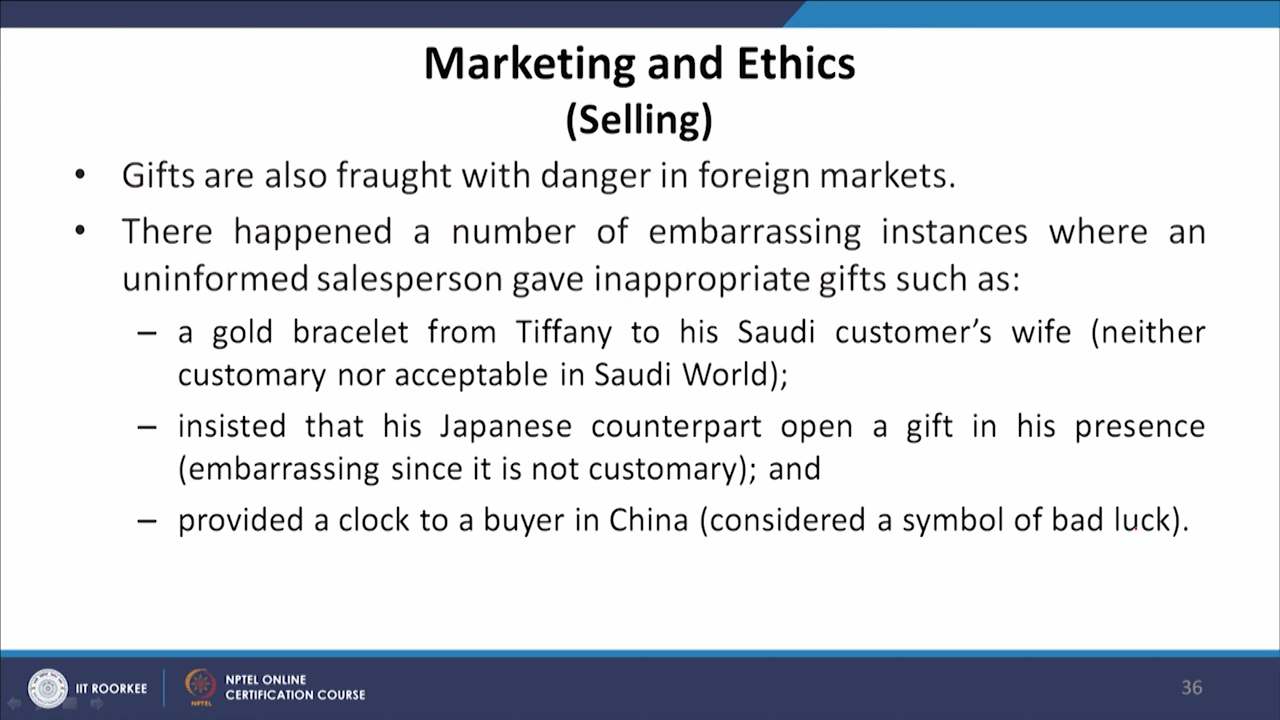 Marketing and Ethics
(Selling)
• Gifts are also fraught with danger in foreign markets.
• There happened a number of embarrassing instances where an
uninformed salesperson gave inappropriate gifts such as:
– a gold bracelet from Tiffany to his Saudi customer’s wife (neither
customary nor acceptable in Saudi World);
– insisted that his Japanese counterpart open a gift in his presence
(embarrassing since it is not customary); and
– provided a clock to a buyer in China (considered a symbol of bad luck).
IIT ROORKEE
NPTEL
NPTEL ONLINE
CERTIFICATION COURSE
36